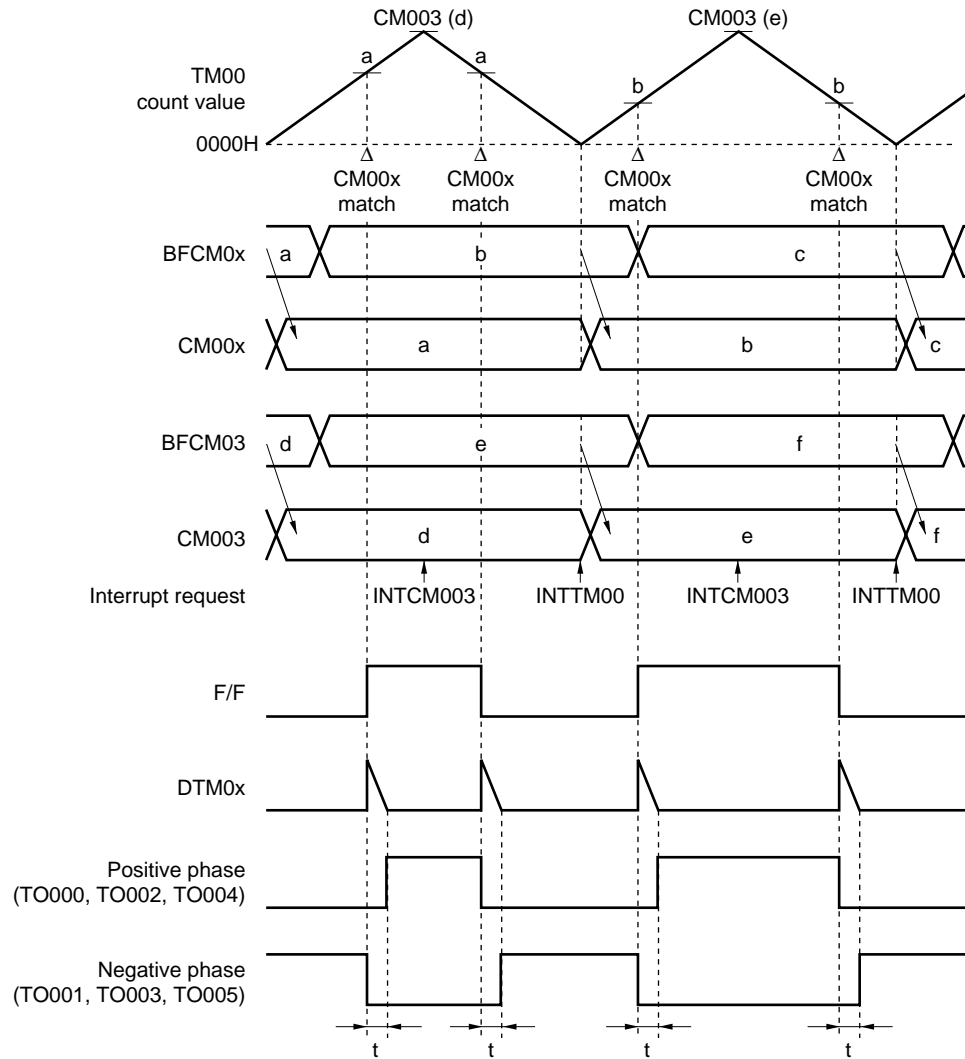 CM003 (d)
CM003 (e)
a
a
b
b
TM00
count value
0000H
Δ
Δ
Δ
Δ
CM00x
match
CM00x
match
CM00x
match
CM00x
match
BFCM0x
a
b
c
CM00x
a
b
c
BFCM03
d
e
f
CM003
d
e
f
Interrupt request
INTCM003
INTTM00
INTCM003
INTTM00
F/F
DTM0x
Positive phase
(TO000, TO002, TO004)
Negative phase
(TO001, TO003, TO005)
t
t
t
t